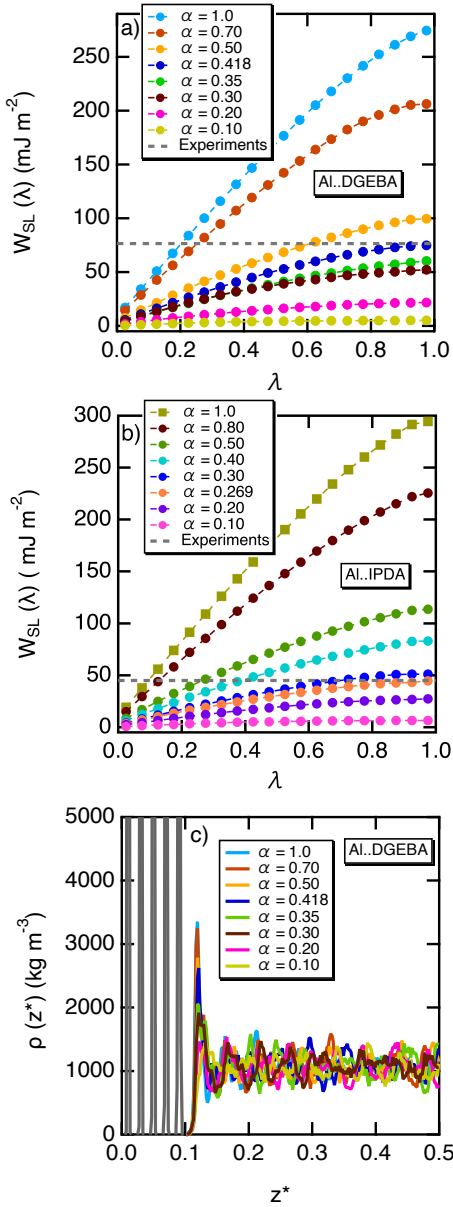 a)
α = 1.0
α = 0.70
α = 0.50
α = 0.418
α = 0.35
α = 0.30
α = 0.20
α = 0.10
Experiments
Al..DGEBA
W_SL (λ) (mJ m⁻²)
250
200
150
100
50
0
0.0 0.2 0.4 0.6 0.8 1.0
λ
b)
α = 1.0
α = 0.80
α = 0.50
α = 0.40
α = 0.30
α = 0.269
α = 0.20
α = 0.10
Experiments
Al..IPDA
W_SL (λ) ( mJ m⁻²)
300
250
200
150
100
50
0
0.0 0.2 0.4 0.6 0.8 1.0
λ
c)
Al..DGEBA
α = 1.0
α = 0.70
α = 0.50
α = 0.418
α = 0.35
α = 0.30
α = 0.20
α = 0.10
ρ (z*) (kg m⁻³)
5000
4000
3000
2000
1000
0
0.0 0.1 0.2 0.3 0.4 0.5
z*